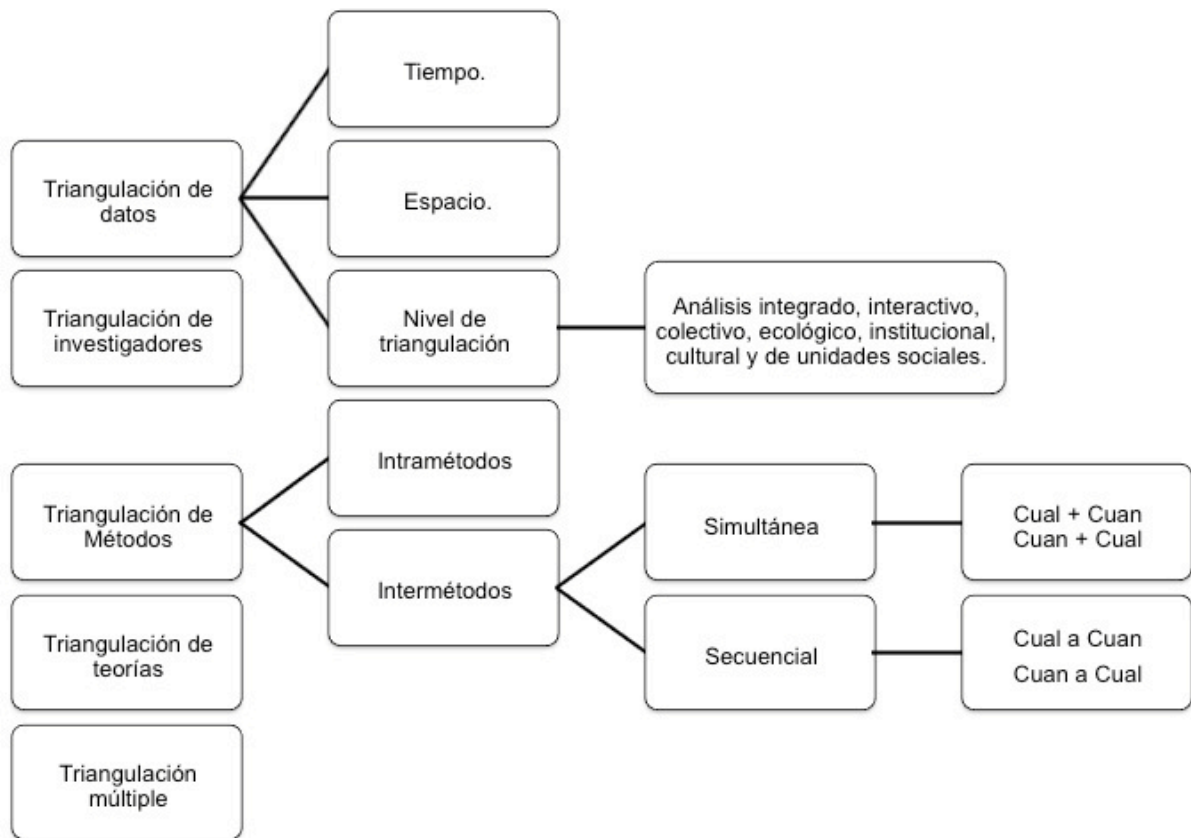 Tiempo.
Triangulación de
datos
Espacio.
Triangulación de
investigadores
Nivel de
triangulación
Análisis integrado, interactivo,
colectivo, ecológico, institucional,
cultural y de unidades sociales.
Triangulación de
Métodos
Intramétodos
Intermétodos
Simultánea
Cual + Cuan
Cuan + Cual
Secuencial
Cual a Cuan
Cuan a Cual
Triangulación de
teorías
Triangulación
múltiple